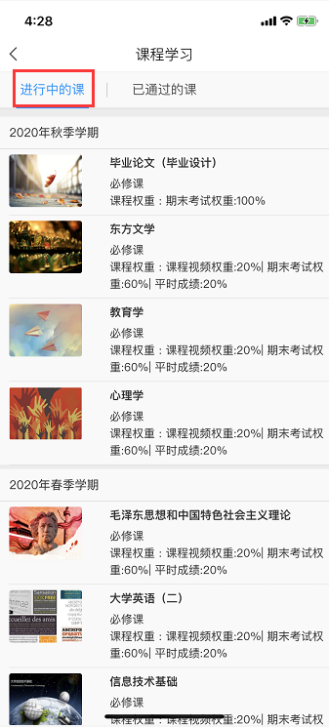 4:28
课程学习
进行中的课
已通过的课
2020年秋季学期
毕业论文（毕业设计）
必修课
课程权重：期末考试权重:100%
东方文学
必修课
课程权重：课程视频权重:20%| 期末考试权
重:60%| 平时成绩:20%
教育学
必修课
课程权重：课程视频权重:20%| 期末考试权
重:60%| 平时成绩:20%
心理学
必修课
课程权重：课程视频权重:20%| 期末考试权
重:60%| 平时成绩:20%
2020年春季学期
毛泽东思想和中国特色社会主义理论
必修课
课程权重：课程视频权重:20%| 期末考试权
重:60%| 平时成绩:20%
大学英语（二）
必修课
课程权重：课程视频权重:20%| 期末考试权
重:60%| 平时成绩:20%
信息技术基础
必修课
课程权重：课程视频权重:20%| 期末考试权